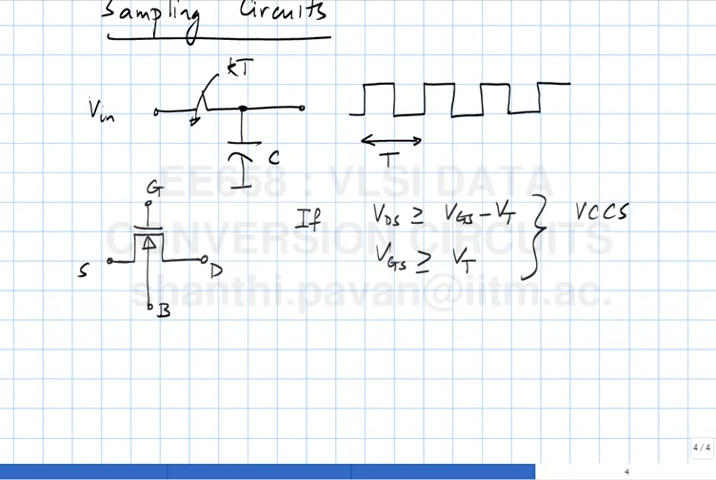 Sampling Circuits
kT
Vin
C
T
EE658 : VLSI DATA
CONVERSION CIRCUITS
shanthi.pavan@iitm.ac.
G
S
D
B
If VDS ≥ VGS - VT
VGS ≥ VT
VCCS
4 / 4
4